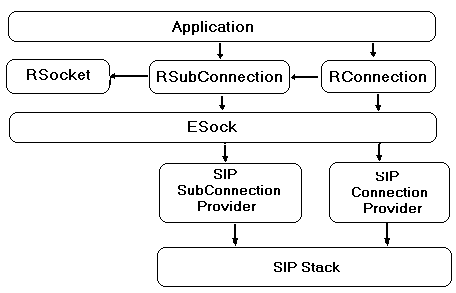 Application
RSocket
RSubConnection
RConnection
ESock
SIP
SubConnection
Provider
SIP
Connection
Provider
SIP Stack